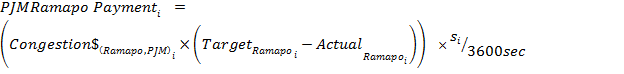 PJMRamapo Payment_i =
(Congestion$_(Ramapo,PJM)_i × (Target_Ramapo_i − Actual_Ramapo_i)) × s_i/3600sec